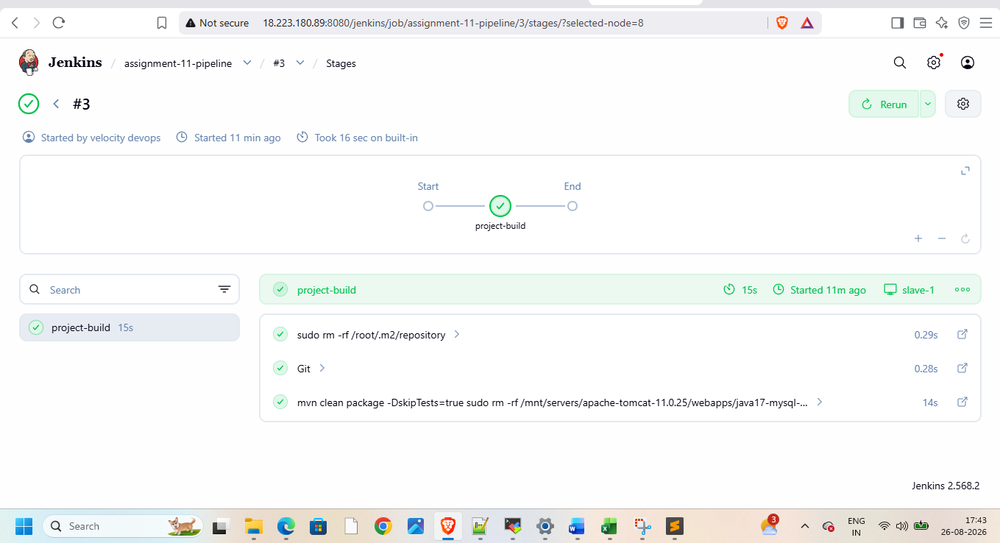 Not secure 18.223.180.89:8080/jenkins/job/assignment-11-pipeline/3/stages/?selected-node=8
Jenkins / assignment-11-pipeline / #3 / Stages
#3
Rerun
Started by velocity devops Started 11 min ago Took 16 sec on built-in
Start End
project-build
Search
project-build 15s Started 11m ago slave-1
project-build 15s
sudo rm -rf /root/.m2/repository 0.29s
Git 0.28s
mvn clean package -DskipTests=true sudo rm -rf /mnt/servers/apache-tomcat-11.0.25/webapps/java17-mysql-... 14s
Jenkins 2.568.2
Search
3
ENG
IN
17:43
26-08-2026